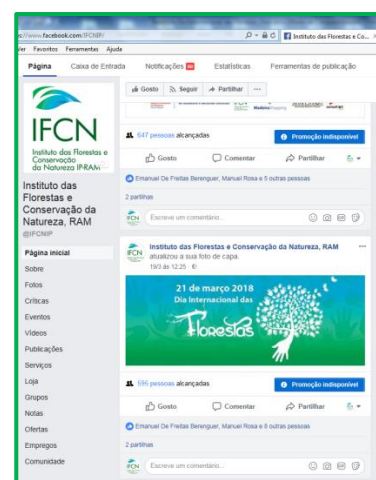 www.facebook.com/IFCNIP/
Instituto das Florestas e Co...
Ver Favoritos Ferramentas Ajuda
Página Caixa de Entrada Notificações Estatísticas Ferramentas de publicação
Gosto Seguir Partilhar ...
IFCN
Instituto das Florestas e
Conservação
da Natureza IP-RAM
Instituto das
Florestas e
Conservação da
Natureza, RAM
@IFCNIP
Página inicial
Sobre
Fotos
Críticas
Eventos
Vídeos
Publicações
Serviços
Loja
Grupos
Notas
Ofertas
Empregos
Comunidade
647 pessoas alcançadas
Promoção indisponível
Gosto Comentar Partilhar
Emanuel De Freitas Berenguer, Manuel Rosa e 5 outras pessoas
2 partilhas
Escreve um comentário...
Instituto das Florestas e Conservação da Natureza, RAM
atualizou a sua foto de capa.
19/3 às 12:25
21 de março 2018
Dia Internacional das
Florestas
595 pessoas alcançadas
Promoção indisponível
Gosto Comentar Partilhar
Emanuel De Freitas Berenguer, Manuel Rosa e 8 outras pessoas
2 partilhas
Escreve um comentário...